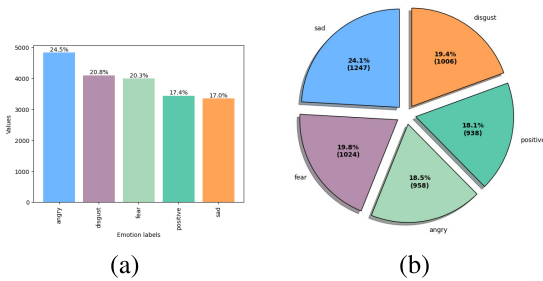 5000
4000
3000
2000
1000
0
Values
24.5%
20.8%
20.3%
17.4%
17.0%
angry
disgust
fear
positive
sad
Emotion labels
(a)
sad
24.1%
(1247)
disgust
19.4%
(1006)
18.1%
(938)
positive
19.8%
(1024)
fear
18.5%
(958)
angry
(b)